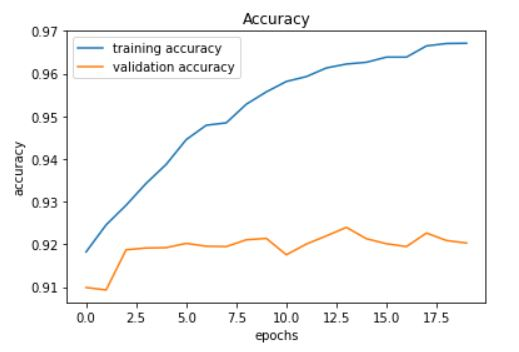 Accuracy
training accuracy
validation accuracy
accuracy
0.97
0.96
0.95
0.94
0.93
0.92
0.91
0.0 2.5 5.0 7.5 10.0 12.5 15.0 17.5
epochs